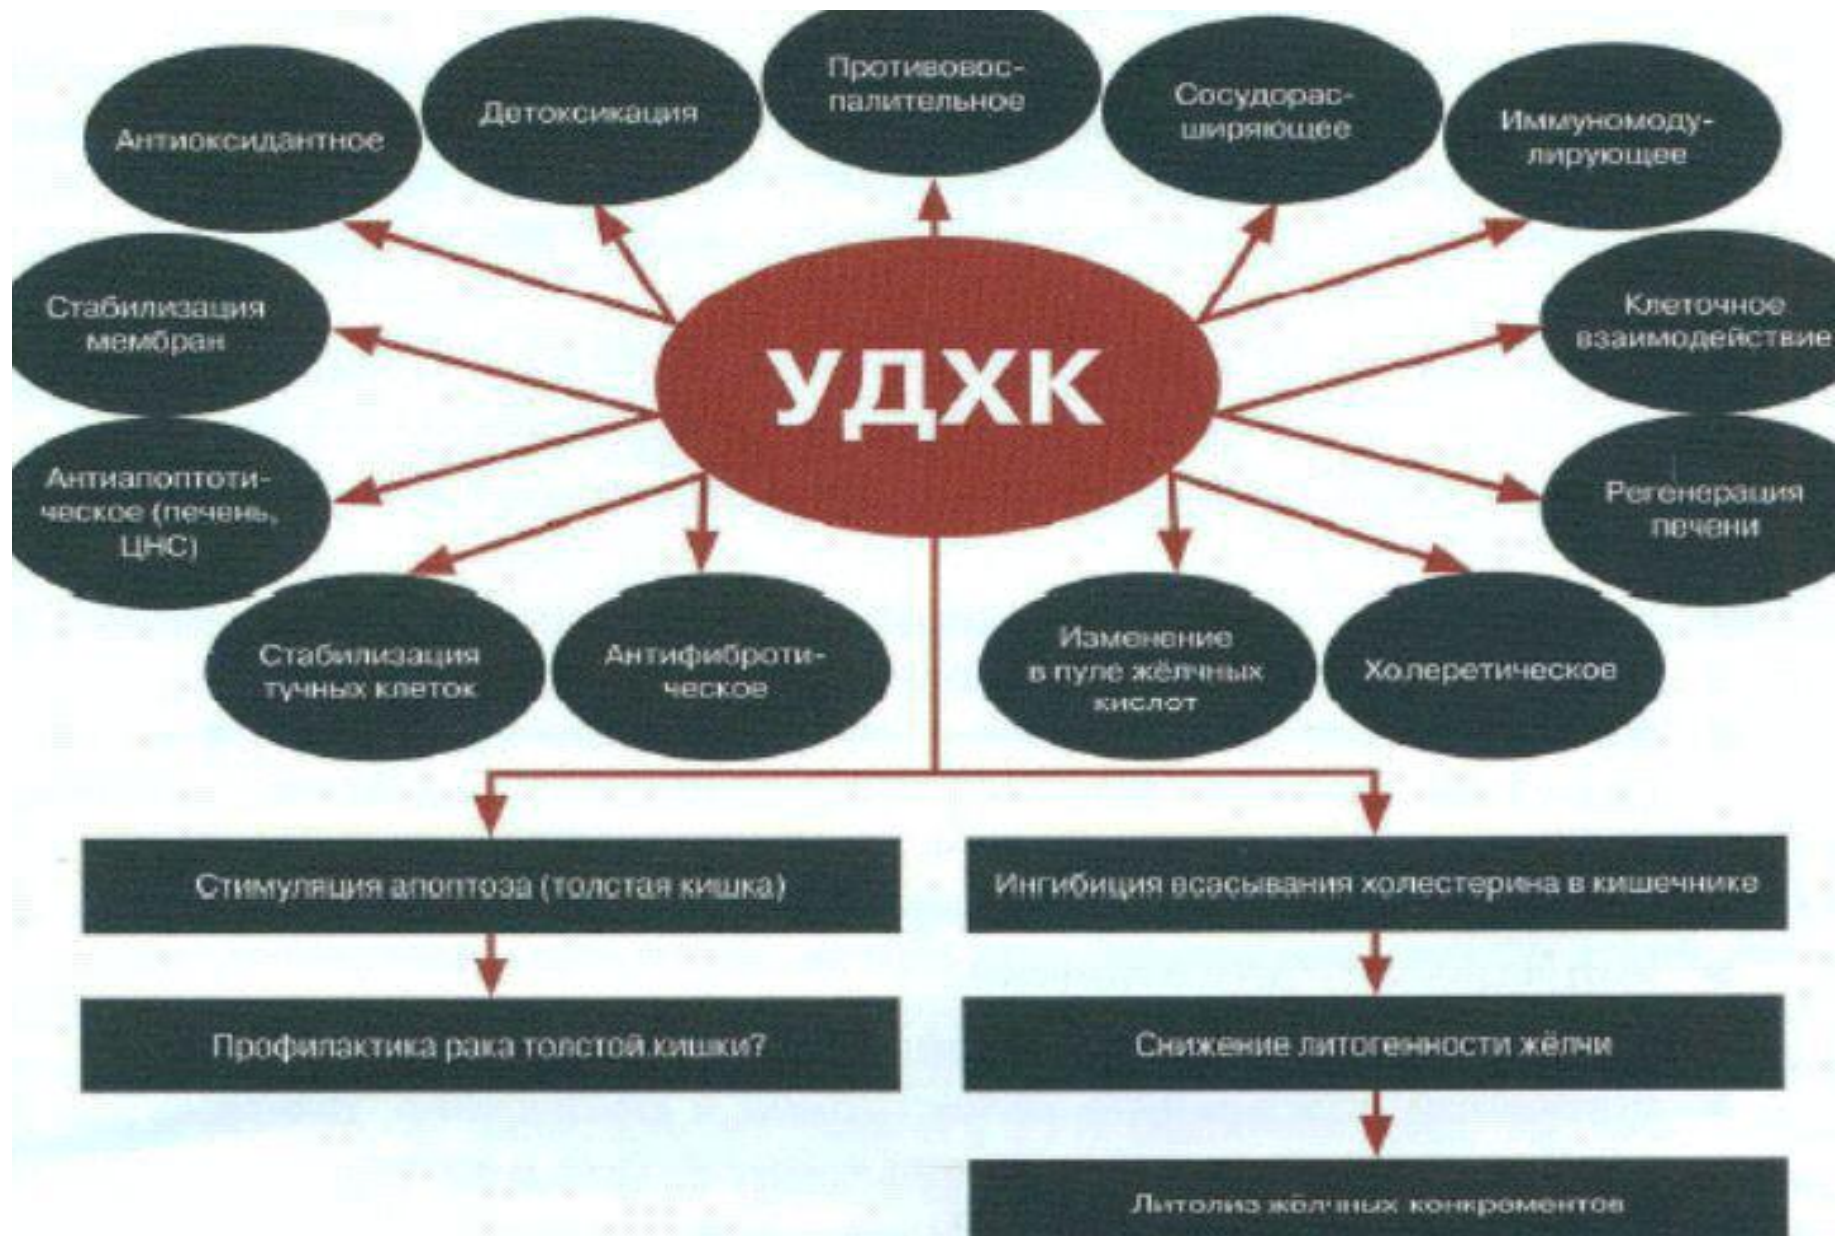 Антиоксидантное
Детоксикация
Противовос-
палительное
Сосудорас-
ширяющее
Иммуномоду-
лирующее
Стабилизация
мембран
УДХК
Клеточное
взаимодействие
Антиапоптоти-
ческое (печень,
ЦНС)
Регенерация
печени
Стабилизация
тучных клеток
Антифиброти-
ческое
Изменение
в пуле жёлчных
кислот
Холеретическое
Стимуляция апоптоза (толстая кишка)
Ингибиция всасывания холестерина в кишечнике
Профилактика рака толстой кишки?
Снижение литогенности жёлчи
Литолиз жёлчных конкрементов